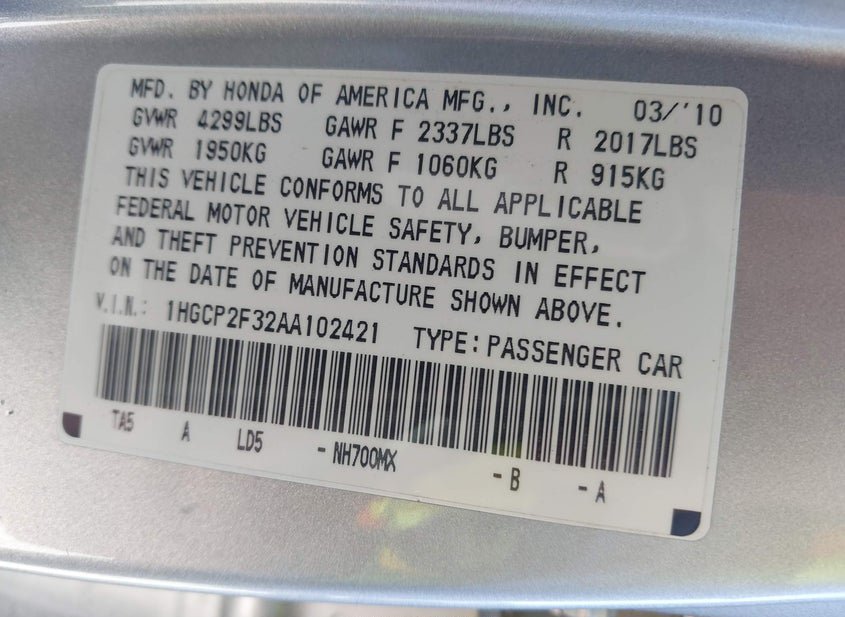 MFD. BY HONDA OF AMERICA MFG., INC. 03/'10
GVWR 4299LBS GAWR F 2337LBS R 2017LBS
GVWR 1950KG GAWR F 1060KG R 915KG
THIS VEHICLE CONFORMS TO ALL APPLICABLE
FEDERAL MOTOR VEHICLE SAFETY, BUMPER,
AND THEFT PREVENTION STANDARDS IN EFFECT
ON THE DATE OF MANUFACTURE SHOWN ABOVE.
V.I.N.: 1HGCP2F32AA102421 TYPE:PASSENGER CAR
TA5 A LD5 - NH700MX - B - A